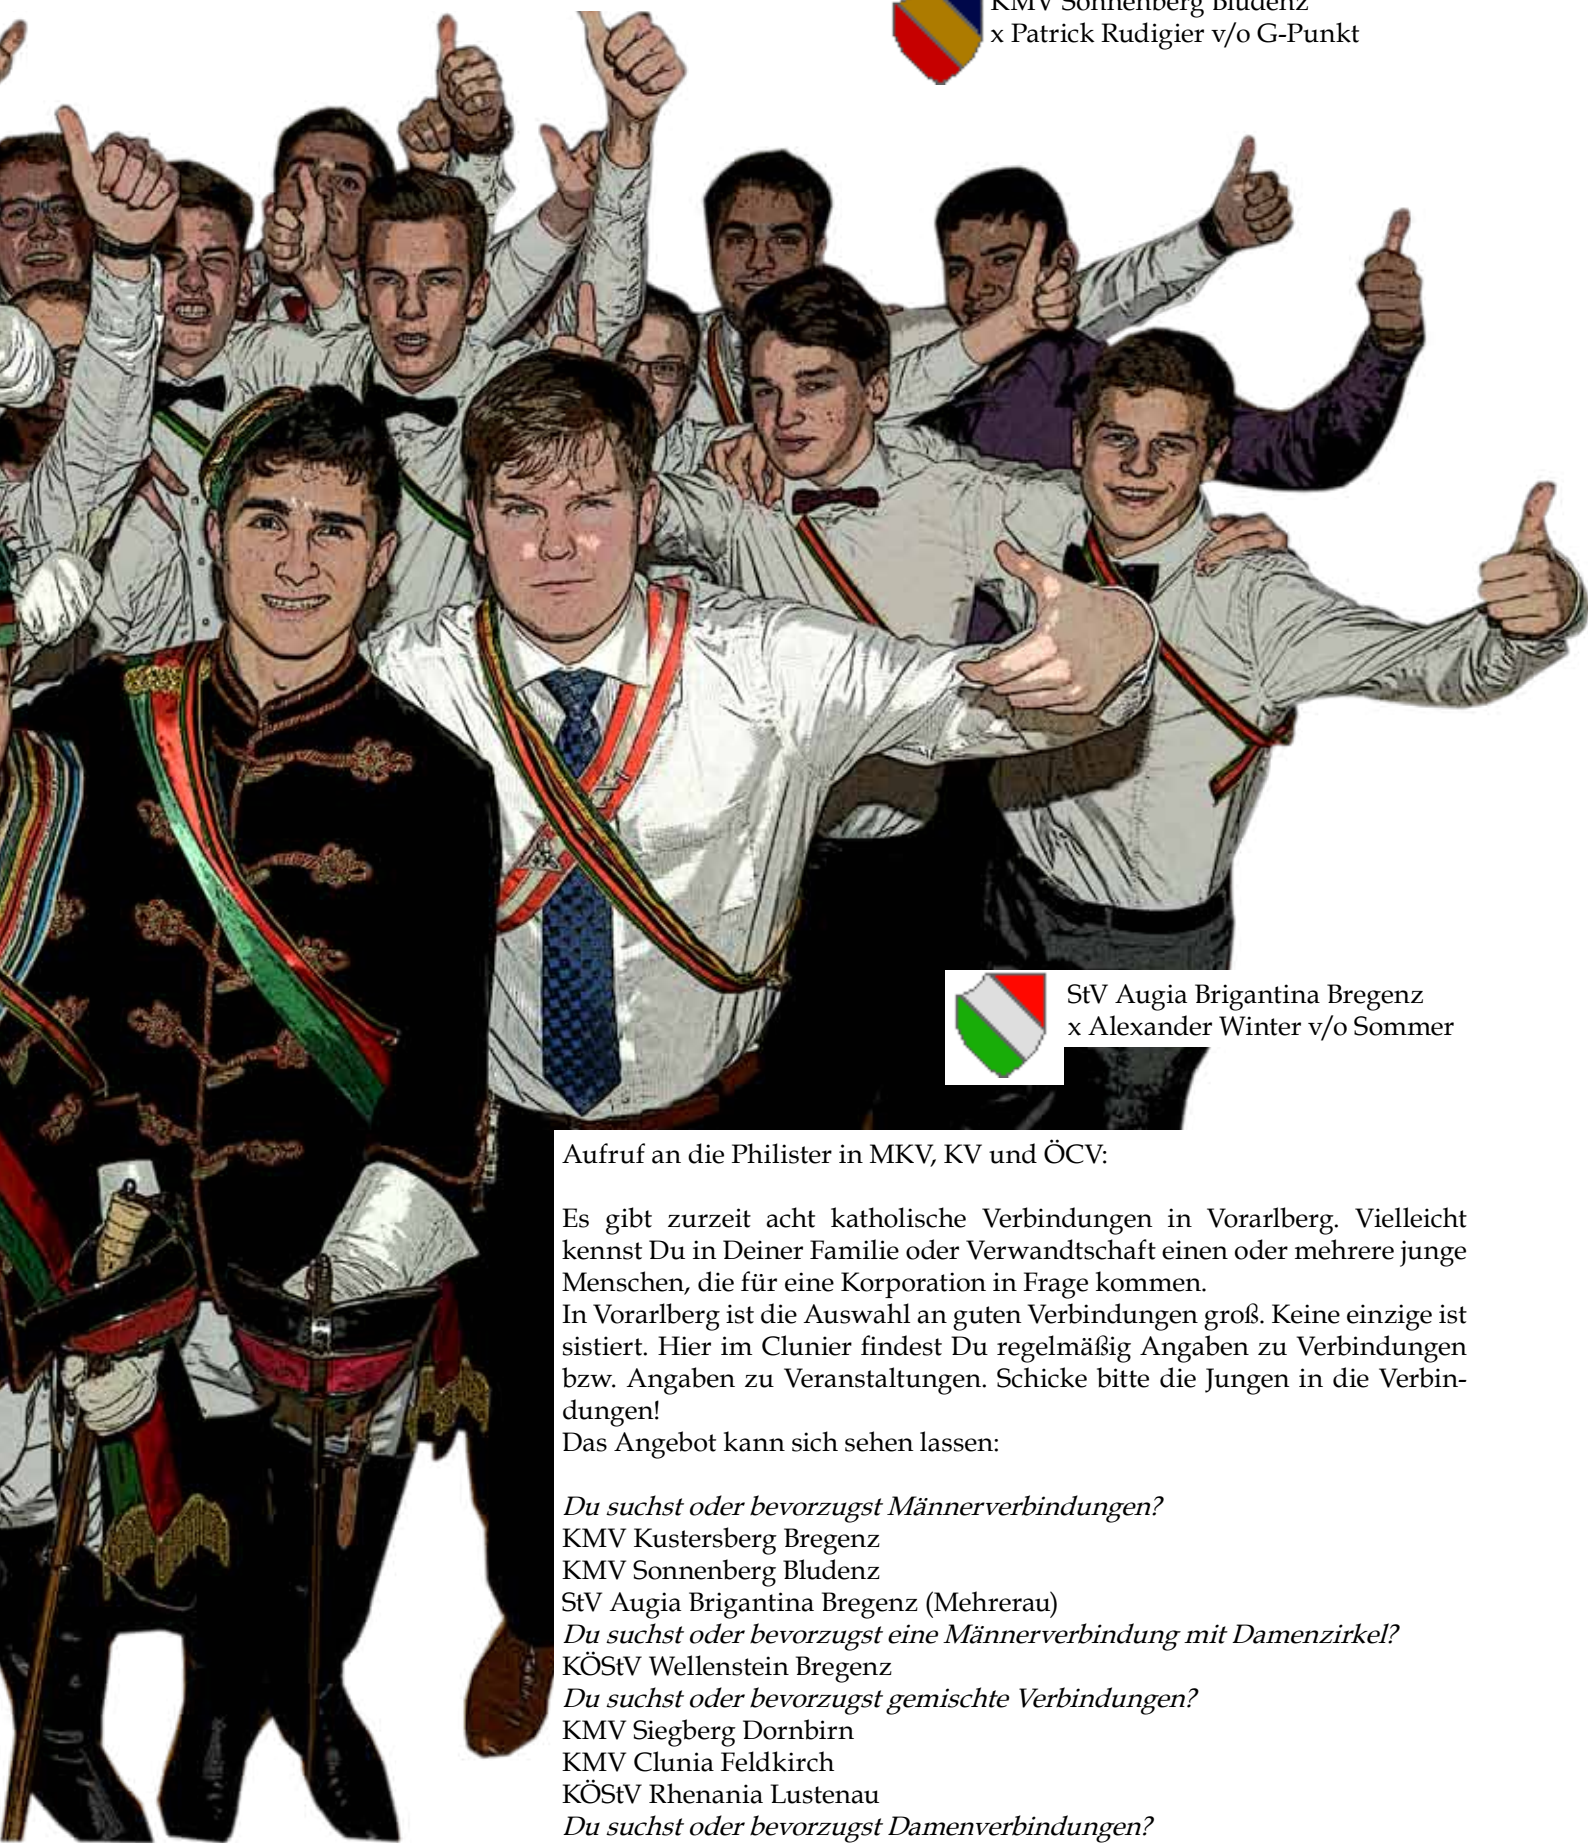 KMV Sonnenberg Bludenz
x Patrick Rudigier v/o G-Punkt
StV Augia Brigantina Bregenz
x Alexander Winter v/o Sommer
Aufruf an die Philister in MKV, KV und ÖCV:
Es gibt zurzeit acht katholische Verbindungen in Vorarlberg. Vielleicht
kennst Du in Deiner Familie oder Verwandtschaft einen oder mehrere junge
Menschen, die für eine Korporation in Frage kommen.
In Vorarlberg ist die Auswahl an guten Verbindungen groß. Keine einzige ist
sistiert. Hier im Clunier findest Du regelmäßig Angaben zu Verbindungen
bzw. Angaben zu Veranstaltungen. Schicke bitte die Jungen in die Verbin-
dungen!
Das Angebot kann sich sehen lassen:
Du suchst oder bevorzugst Männerverbindungen?
KMV Kustersberg Bregenz
KMV Sonnenberg Bludenz
StV Augia Brigantina Bregenz (Mehrerau)
Du suchst oder bevorzugst eine Männerverbindung mit Damenzirkel?
KÖStV Wellenstein Bregenz
Du suchst oder bevorzugst gemischte Verbindungen?
KMV Siegberg Dornbirn
KMV Clunia Feldkirch
KÖStV Rhenania Lustenau
Du suchst oder bevorzugst Damenverbindungen?